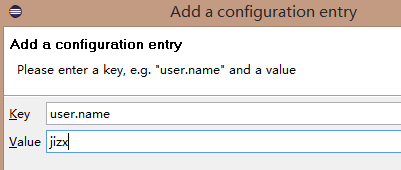 Add a configuration entry
Add a configuration entry
Please enter a key, e.g. "user.name" and a value
Key user.name
Value jizx